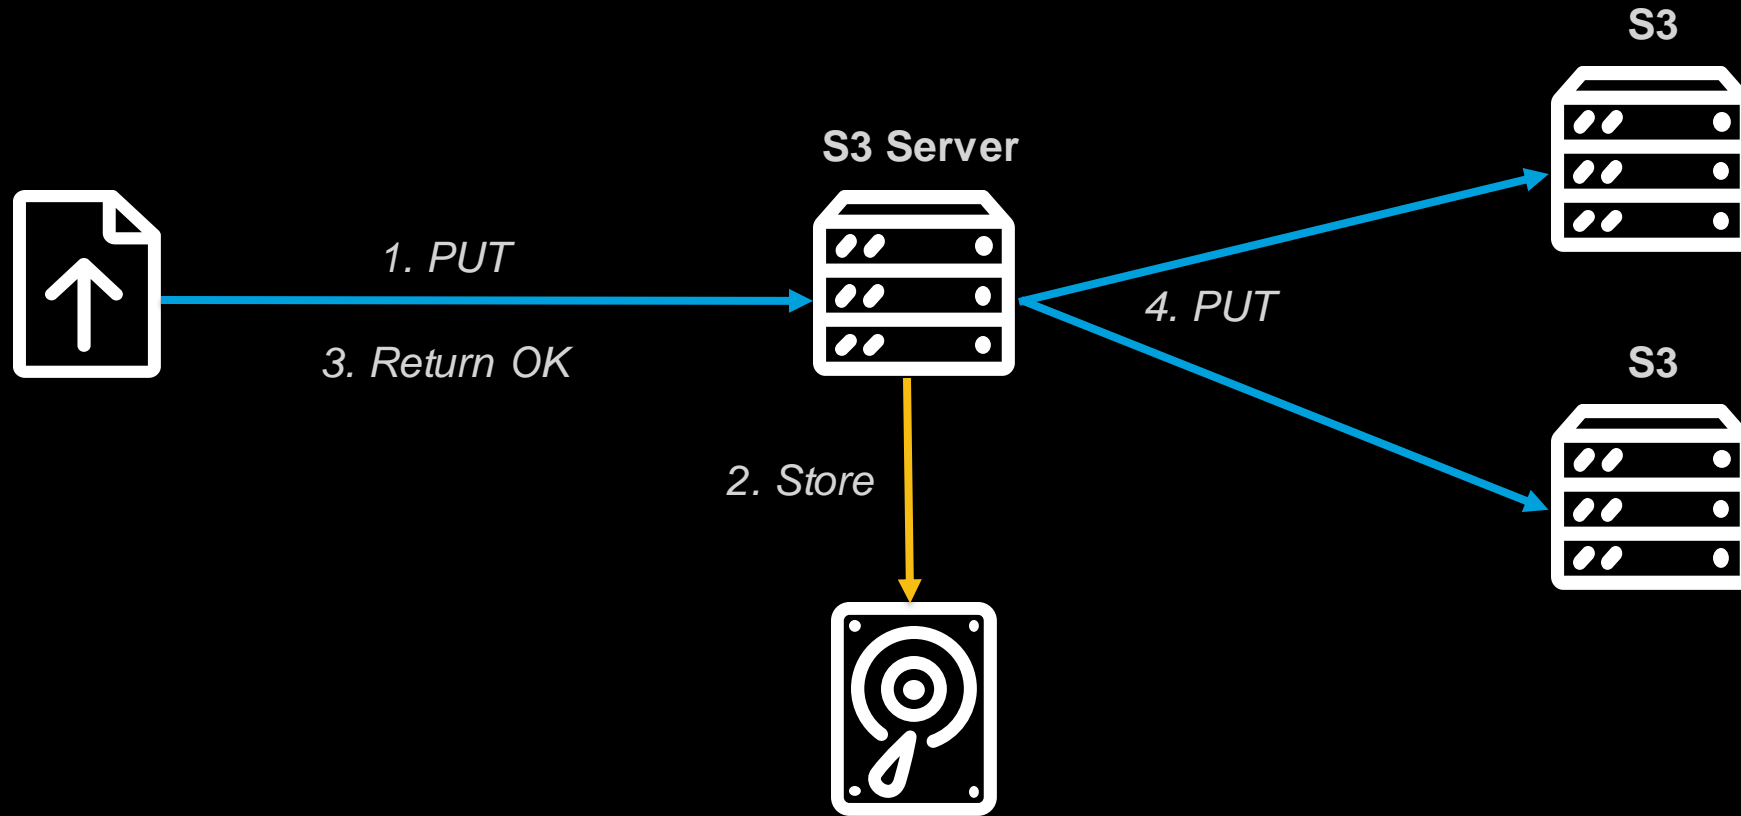 S3
S3 Server
1. PUT
4. PUT
3. Return OK
S3
2. Store